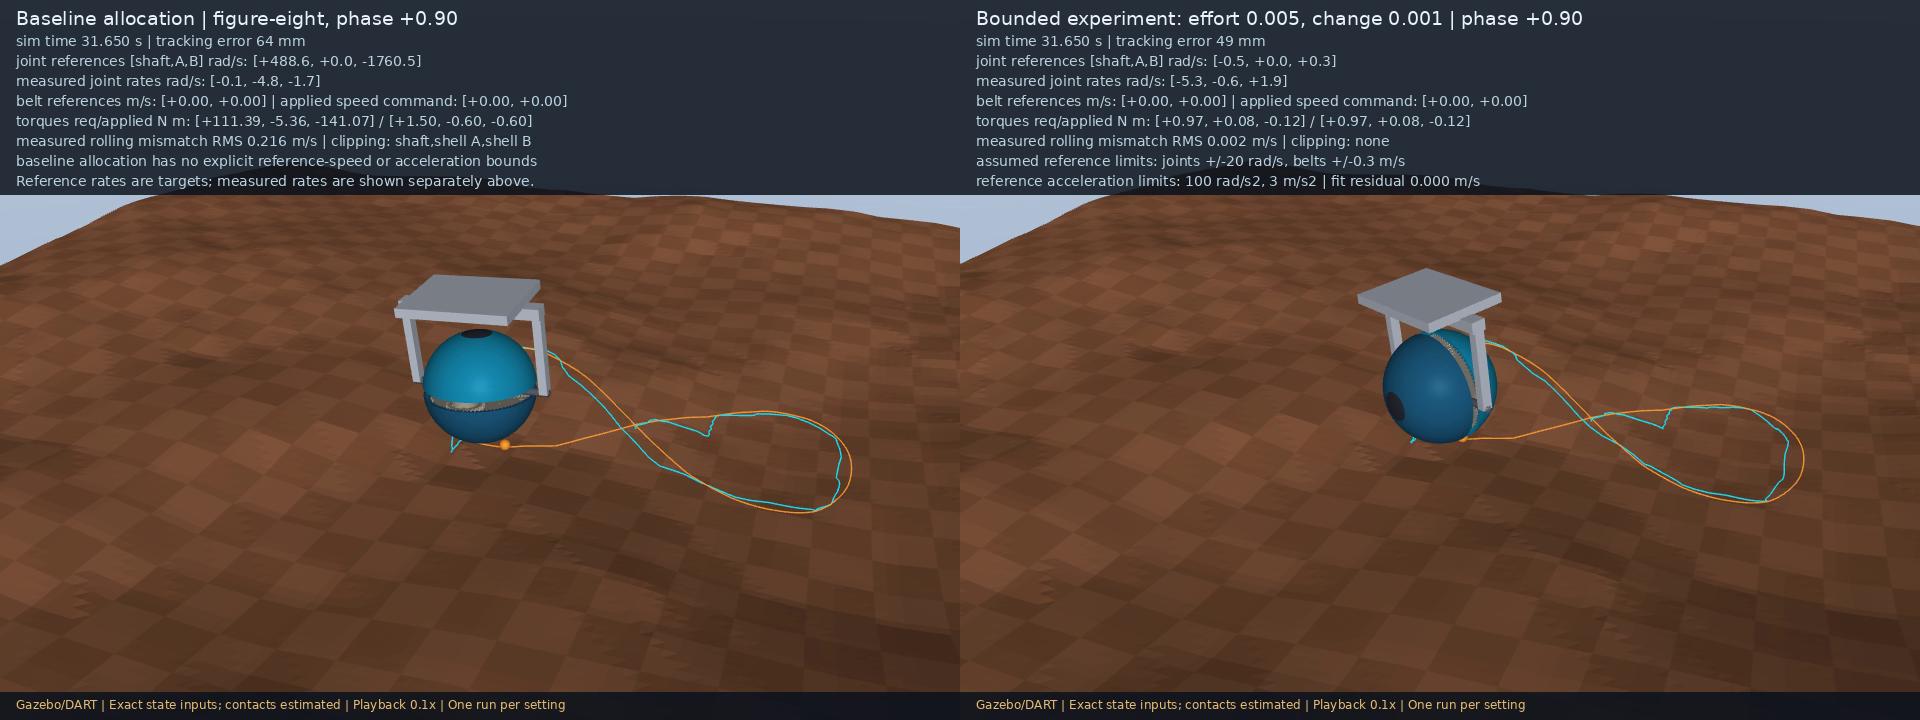 Baseline allocation | figure-eight, phase +0.90
sim time 31.650 s | tracking error 64 mm
joint references [shaft,A,B] rad/s: [+488.6, +0.0, -1760.5]
measured joint rates rad/s: [-0.1, -4.8, -1.7]
belt references m/s: [+0.00, +0.00] | applied speed command: [+0.00, +0.00]
torques req/applied N m: [+111.39, -5.36, -141.07] / [+1.50, -0.60, -0.60]
measured rolling mismatch RMS 0.216 m/s | clipping: shaft,shell A,shell B
baseline allocation has no explicit reference-speed or acceleration bounds
Reference rates are targets; measured rates are shown separately above.
Bounded experiment: effort 0.005, change 0.001 | phase +0.90
sim time 31.650 s | tracking error 49 mm
joint references [shaft,A,B] rad/s: [-0.5, +0.0, +0.3]
measured joint rates rad/s: [-5.3, -0.6, +1.9]
belt references m/s: [+0.00, +0.00] | applied speed command: [+0.00, +0.00]
torques req/applied N m: [+0.97, +0.08, -0.12] / [+0.97, +0.08, -0.12]
measured rolling mismatch RMS 0.002 m/s | clipping: none
assumed reference limits: joints +/-20 rad/s, belts +/-0.3 m/s
reference acceleration limits: 100 rad/s2, 3 m/s2 | fit residual 0.000 m/s
Gazebo/DART | Exact state inputs; contacts estimated | Playback 0.1x | One run per setting
Gazebo/DART | Exact state inputs; contacts estimated | Playback 0.1x | One run per setting